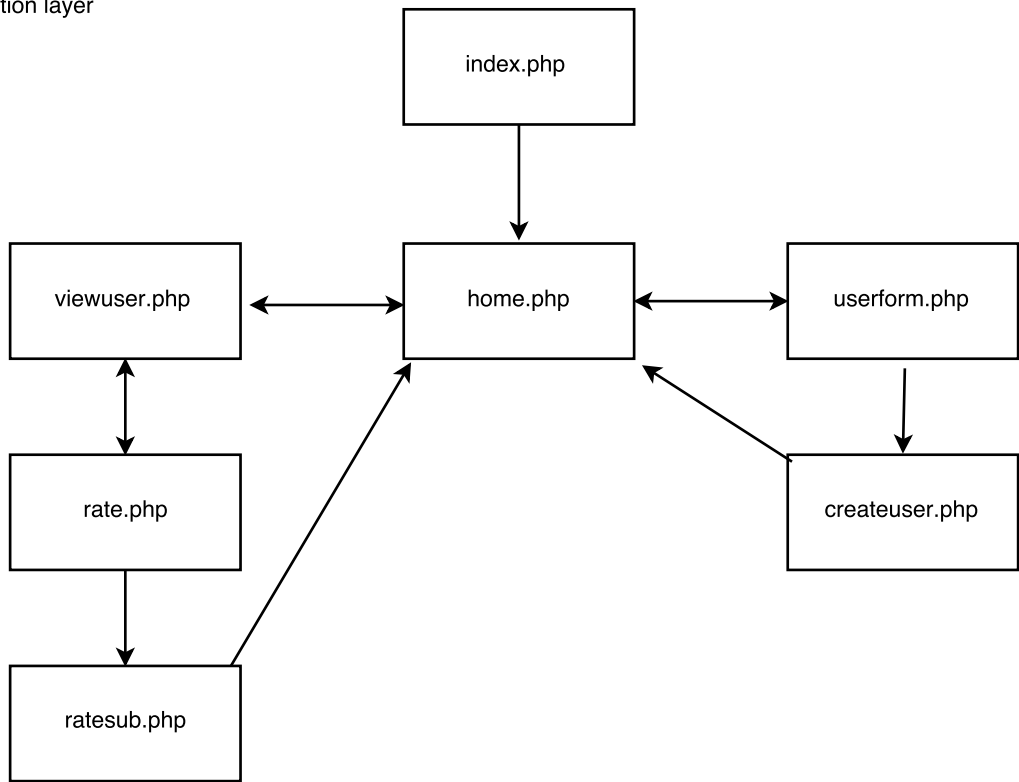 tion layer
index.php
viewuser.php
home.php
userform.php
rate.php
createuser.php
ratesub.php